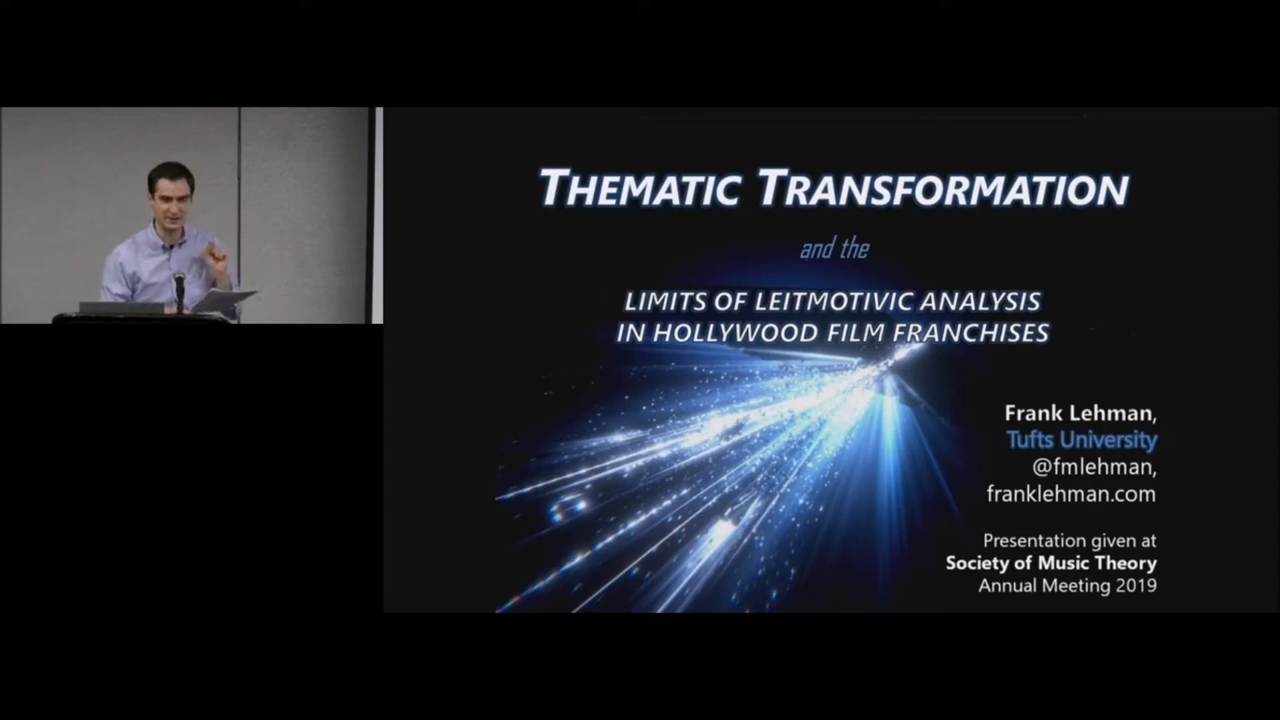 THEMATIC TRANSFORMATION
and the
LIMITS OF LEITMOTIVIC ANALYSIS
IN HOLLYWOOD FILM FRANCHISES
Frank Lehman,
Tufts University
@fmlehman,
franklehman.com
Presentation given at
Society of Music Theory
Annual Meeting 2019